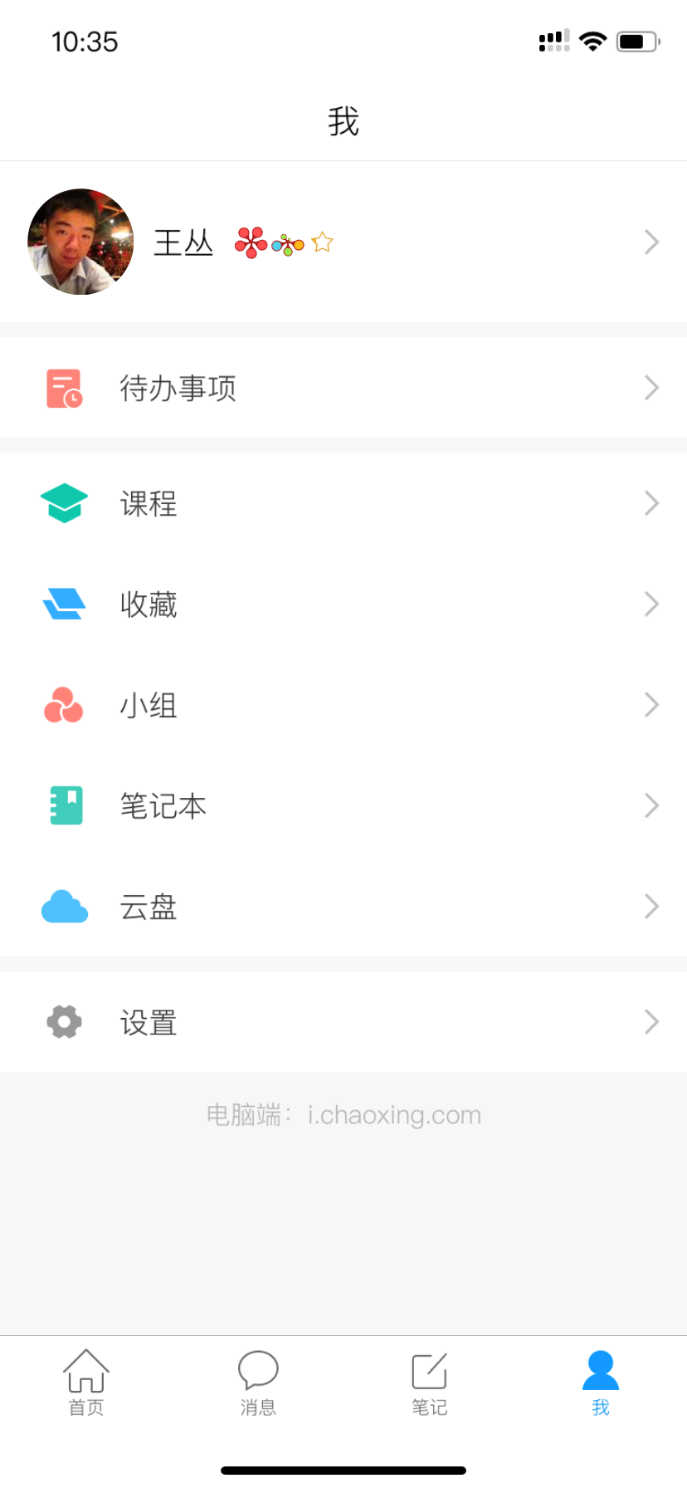 10:35
我
王丛
待办事项
课程
收藏
小组
笔记本
云盘
设置
电脑端：i.chaoxing.com
首页
消息
笔记
我